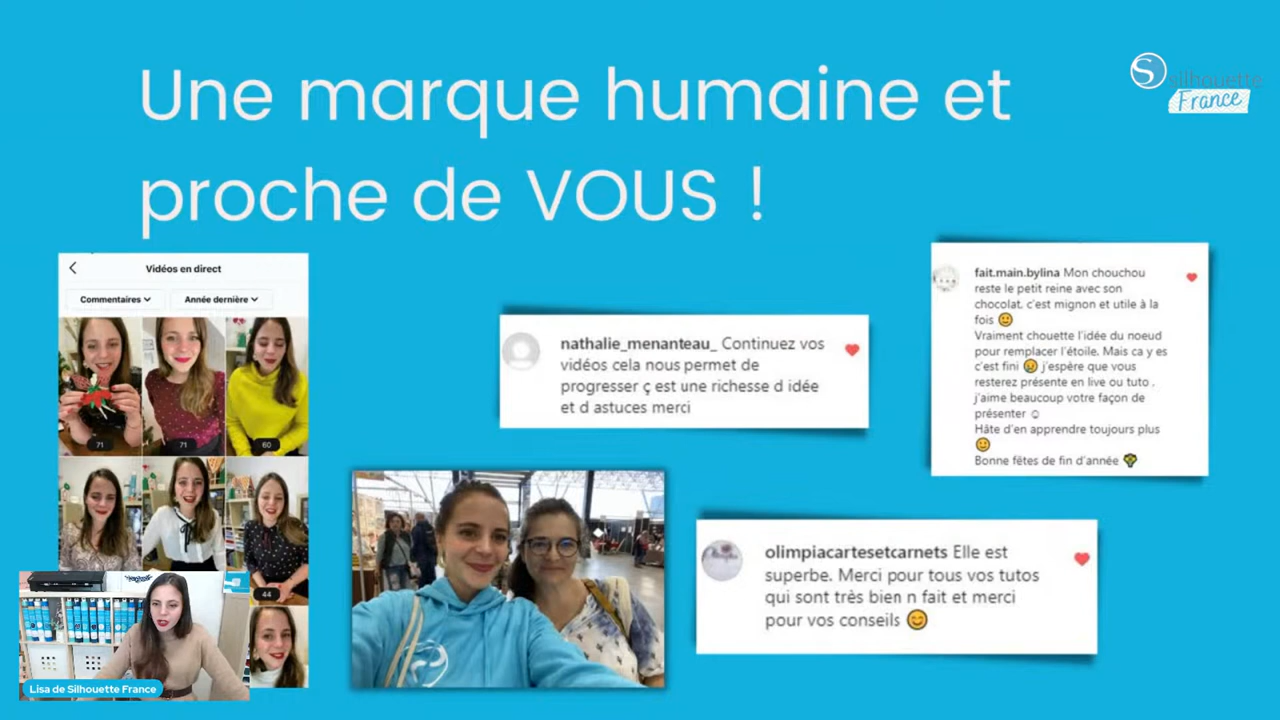 Une marque humaine et
proche de VOUS !
silhouette
France
Vidéos en direct
Commentaires
Année dernière
71
71
60
44
nathalie_menanteau_ Continuez vos
vidéos cela nous permet de
progresser ç est une richesse d idée
et d astuces merci
fait.main.bylina Mon chouchou
reste le petit reine avec son
chocolat, c'est mignon et utile à la
fois 🙂
Vraiment chouette l'idée du noeud
pour remplacer l'étoile. Mais ca y es
c'est fini 😢 j'espère que vous
resterez présente en live ou tuto ,
j'aime beaucoup votre façon de
présenter ☺
Hâte d'en apprendre toujours plus
🙂
Bonne fêtes de fin d'année
olimpiacartesetcarnets Elle est
superbe. Merci pour tous vos tutos
qui sont très bien n fait et merci
pour vos conseils 😊
Lisa de Silhouette France